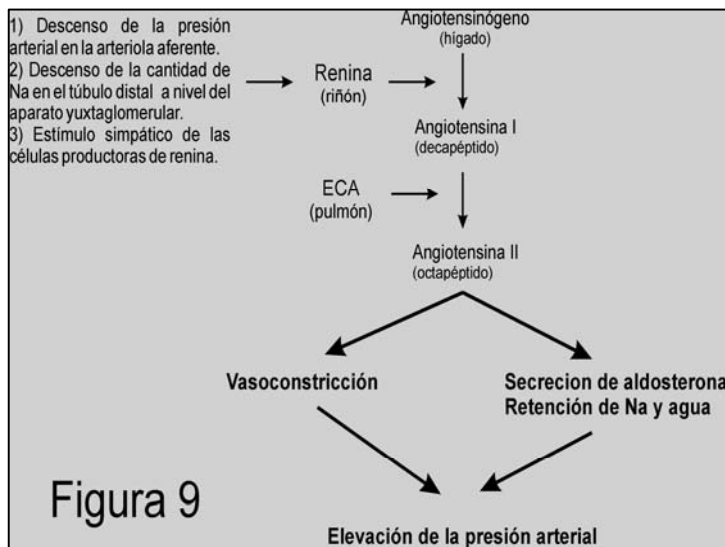 1) Descenso de la presión
arterial en la arteriola aferente.
2) Descenso de la cantidad de
Na en el túbulo distal a nivel del
aparato yuxtaglomerular.
3) Estímulo simpático de las
células productoras de renina.
Renina
(riñón)
Angiotensinógeno
(hígado)
Angiotensina I
(decapéptido)
ECA
(pulmón)
Angiotensina II
(octapéptido)
Vasoconstricción
Secrecion de aldosterona
Retención de Na y agua
Elevación de la presión arterial
Figura 9